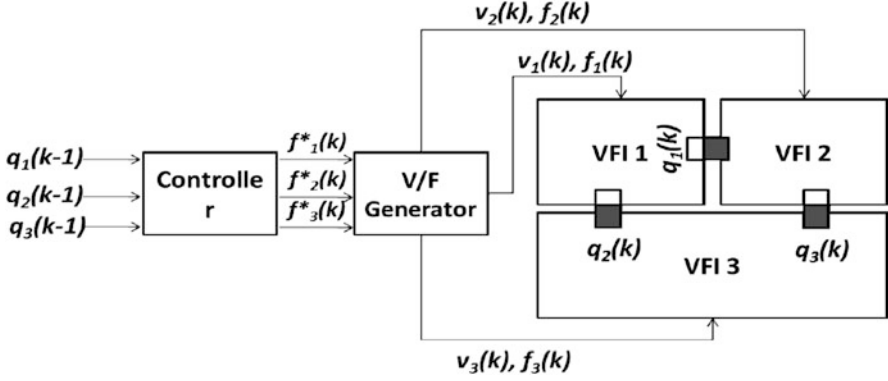 v2(k), f2(k)
v1(k), f1(k)
q1(k-1)
q2(k-1)
q3(k-1)
Controlle
r
f*1(k)
f*2(k)
f*3(k)
V/F
Generator
VFI 1
q1(k)
VFI 2
q2(k)
VFI 3
q3(k)
v3(k), f3(k)